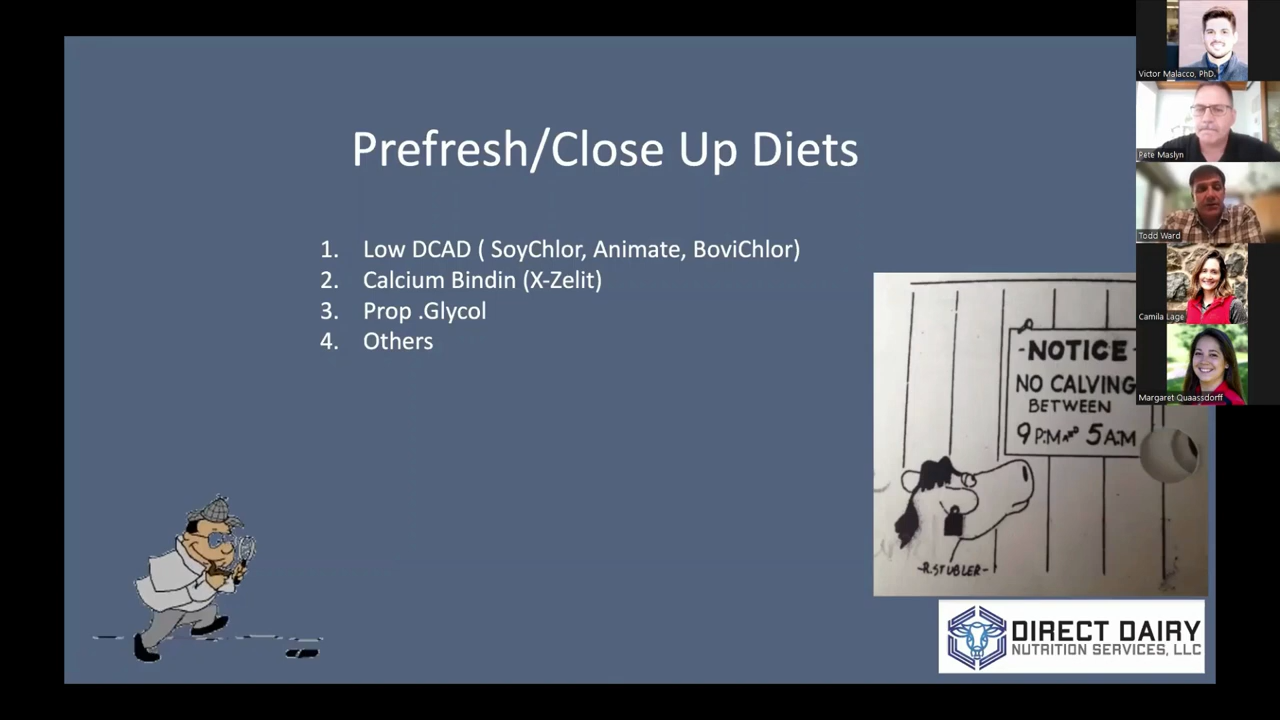 Prefresh/Close Up Diets
1. Low DCAD ( SoyChlor, Animate, BoviChlor)
2. Calcium Bindin (X-Zelit)
3. Prop .Glycol
4. Others
-NOTICE-
NO CALVING
BETWEEN
9 P.M. AND 5 A.M
-R.STUBLER-
DIRECT DAIRY
NUTRITION SERVICES, LLC
Victor Malacco, PhD.
Pete Maslyn
Todd Ward
Camila Lage
Margaret Quaassdorff